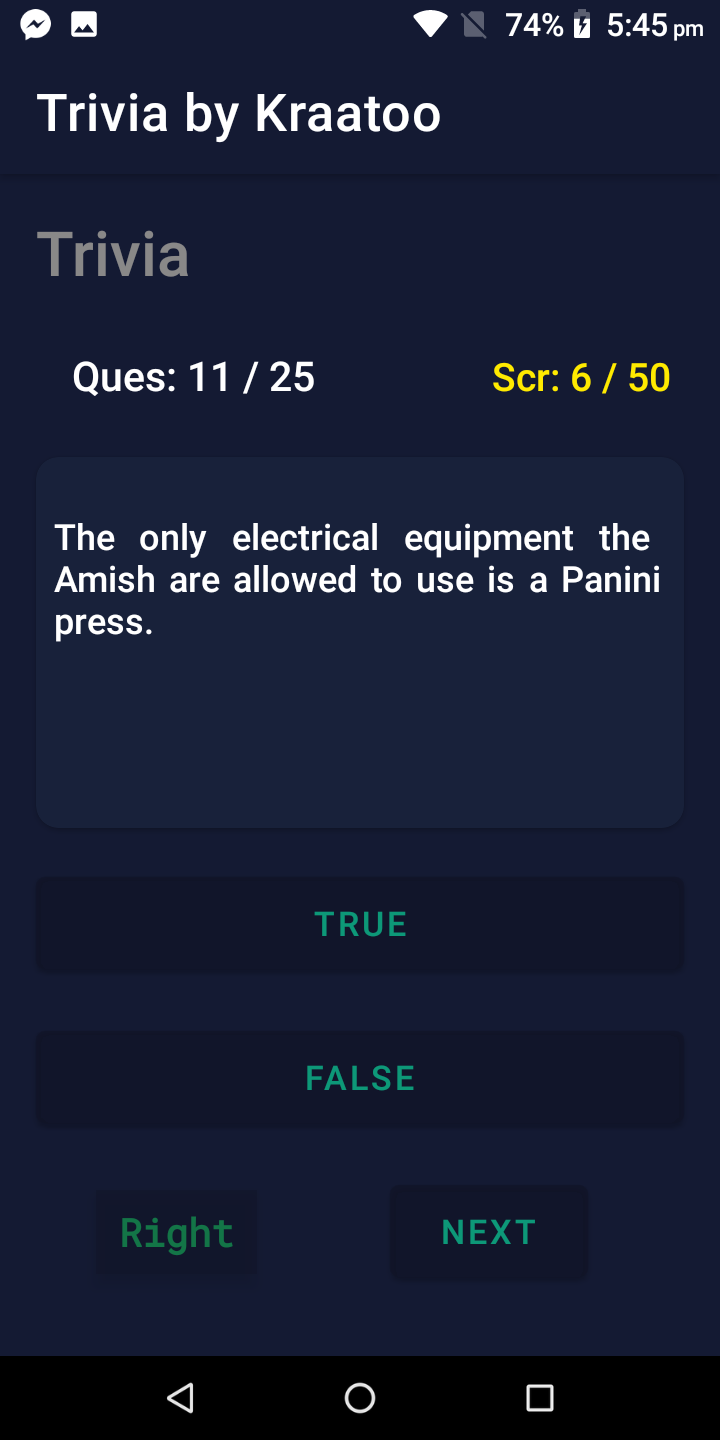 74% 5:45 pm
Trivia by Kraatoo
Trivia
Ques: 11 / 25 Scr: 6 / 50
The only electrical equipment the
Amish are allowed to use is a Panini
press.
TRUE
FALSE
Right NEXT